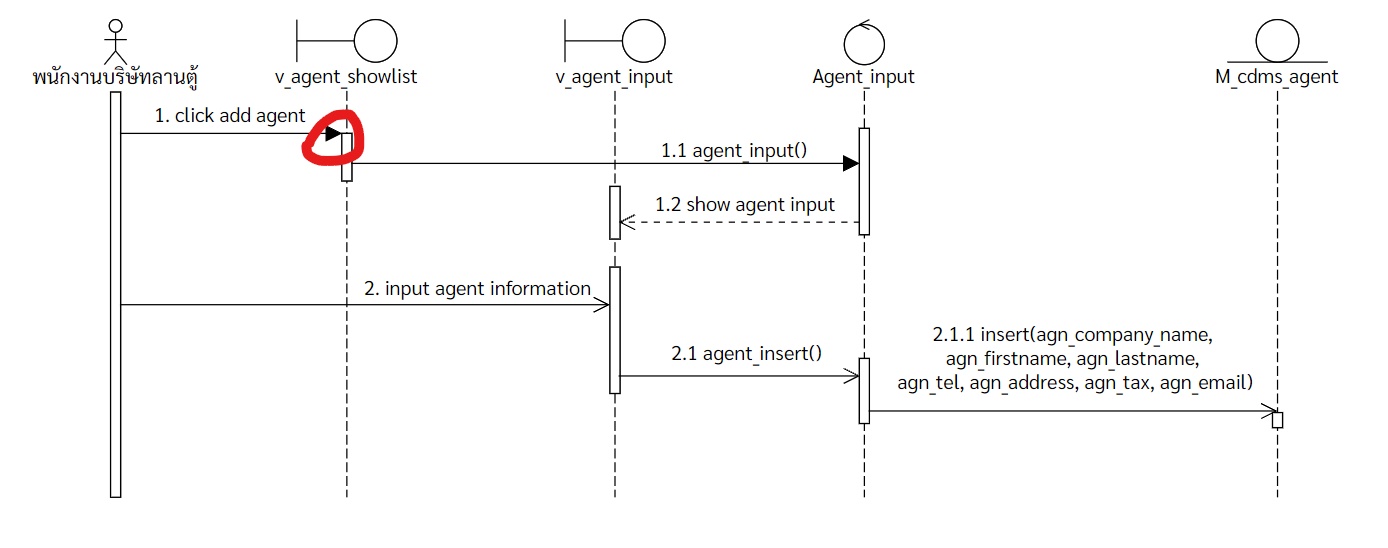 พนักงานบริษัทลานตู้
v_agent_showlist
v_agent_input
Agent_input
M_cdms_agent
1. click add agent
1.1 agent_input()
1.2 show agent input
2. input agent information
2.1 agent_insert()
2.1.1 insert(agn_company_name,
agn_firstname, agn_lastname,
agn_tel, agn_address, agn_tax, agn_email)